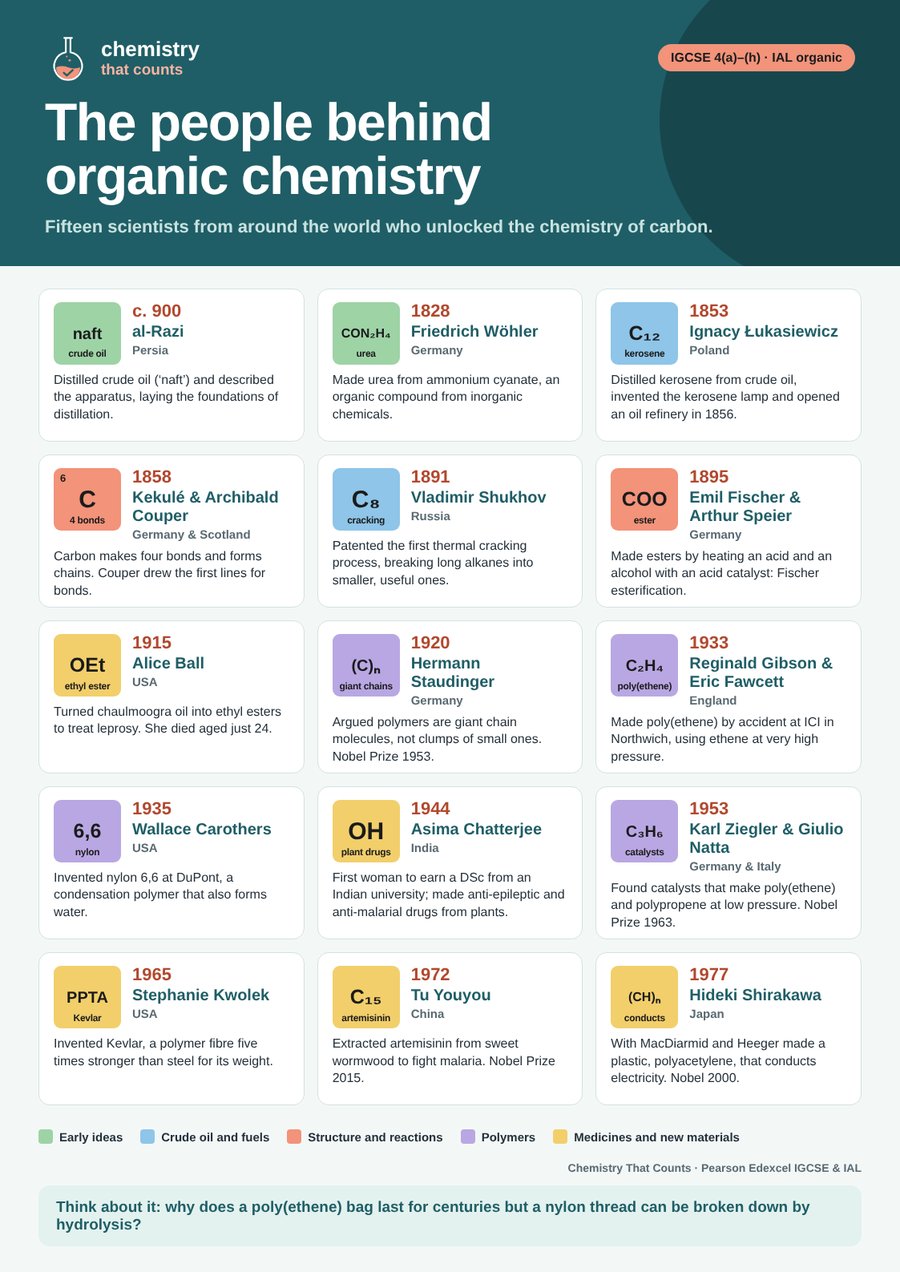 chemistry
that counts
IGCSE 4(a)–(h) · IAL organic
The people behind
organic chemistry
Fifteen scientists from around the world who unlocked the chemistry of carbon.
naft
crude oil
c. 900
al-Razi
Persia
Distilled crude oil (‘naft’) and described
the apparatus, laying the foundations of
distillation.
CON₂H₄
urea
1828
Friedrich Wöhler
Germany
Made urea from ammonium cyanate, an
organic compound from inorganic
chemicals.
C₁₂
kerosene
1853
Ignacy Łukasiewicz
Poland
Distilled kerosene from crude oil,
invented the kerosene lamp and opened
an oil refinery in 1856.
6
C
4 bonds
1858
Kekulé & Archibald
Couper
Germany & Scotland
Carbon makes four bonds and forms
chains. Couper drew the first lines for
bonds.
C₈
cracking
1891
Vladimir Shukhov
Russia
Patented the first thermal cracking
process, breaking long alkanes into
smaller, useful ones.
COO
ester
1895
Emil Fischer &
Arthur Speier
Germany
Made esters by heating an acid and an
alcohol with an acid catalyst: Fischer
esterification.
OEt
ethyl ester
1915
Alice Ball
USA
Turned chaulmoogra oil into ethyl esters
to treat leprosy. She died aged just 24.
(C)ₙ
giant chains
1920
Hermann
Staudinger
Germany
Argued polymers are giant chain
molecules, not clumps of small ones.
Nobel Prize 1953.
C₂H₄
poly(ethene)
1933
Reginald Gibson &
Eric Fawcett
England
Made poly(ethene) by accident at ICI in
Northwich, using ethene at very high
pressure.
6,6
nylon
1935
Wallace Carothers
USA
Invented nylon 6,6 at DuPont, a
condensation polymer that also forms
water.
OH
plant drugs
1944
Asima Chatterjee
India
First woman to earn a DSc from an
Indian university; made anti-epileptic and
anti-malarial drugs from plants.
C₃H₆
catalysts
1953
Karl Ziegler & Giulio
Natta
Germany & Italy
Found catalysts that make poly(ethene)
and polypropene at low pressure. Nobel
Prize 1963.
PPTA
Kevlar
1965
Stephanie Kwolek
USA
Invented Kevlar, a polymer fibre five
times stronger than steel for its weight.
C₁₅
artemisinin
1972
Tu Youyou
China
Extracted artemisinin from sweet
wormwood to fight malaria. Nobel Prize
2015.
(CH)ₙ
conducts
1977
Hideki Shirakawa
Japan
With MacDiarmid and Heeger made a
plastic, polyacetylene, that conducts
electricity. Nobel 2000.
Early ideas
Crude oil and fuels
Structure and reactions
Polymers
Medicines and new materials
Chemistry That Counts · Pearson Edexcel IGCSE & IAL
Think about it: why does a poly(ethene) bag last for centuries but a nylon thread can be broken down by
hydrolysis?